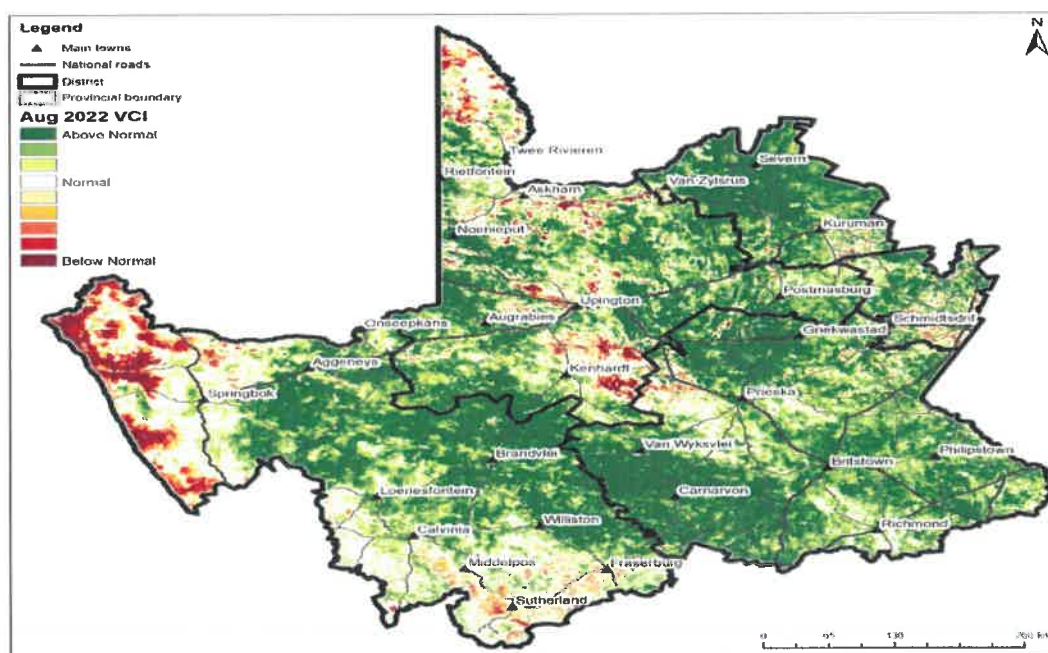 Legend
Main towns
National roads
District
Provincial boundary
Aug 2022 VCI
Above Normal
Normal
Below Normal
N
Twee Rivieren
Rietfontein
Askham
Noenieput
Van Zylsrus
Severn
Kuruman
Postmasburg
Upington
Onseepkans
Augrabies
Griekwastad
Schmidtsdrif
Aggeneys
Kenhardt
Springbok
Prieska
Van Wyksvlei
Brandvlei
Britstown
Philipstown
Loeriesfontein
Carnarvon
Williston
Calvinia
Richmond
Middelpos
Fraserburg
Sutherland
0 65 130 260 km